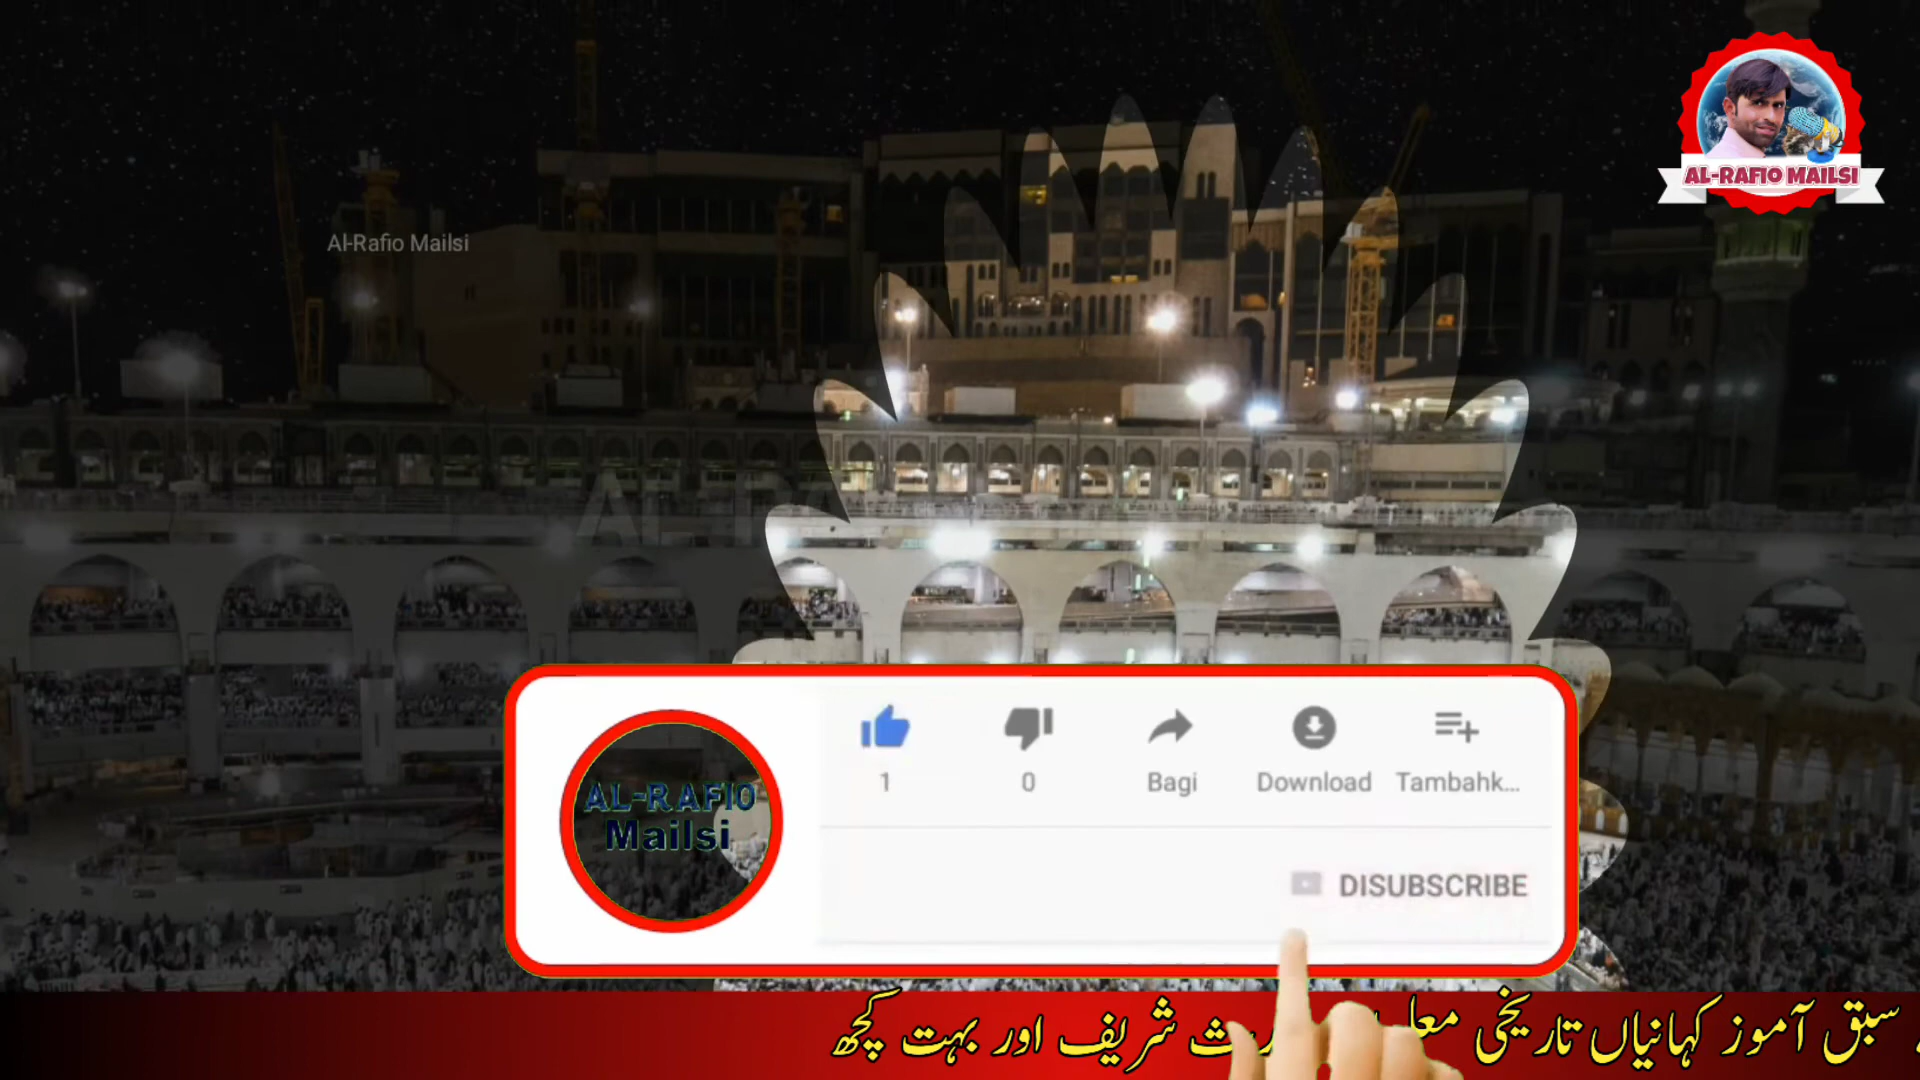 AL-RAFIO MAILSI
Al-Rafio Mailsi
1
0
Bagi
Download
Tambahk...
AL-RAFIO
Mailsi
DISUBSCRIBE
سبق آموز کہانیاں تاریخی شریف اور بہت کچھ